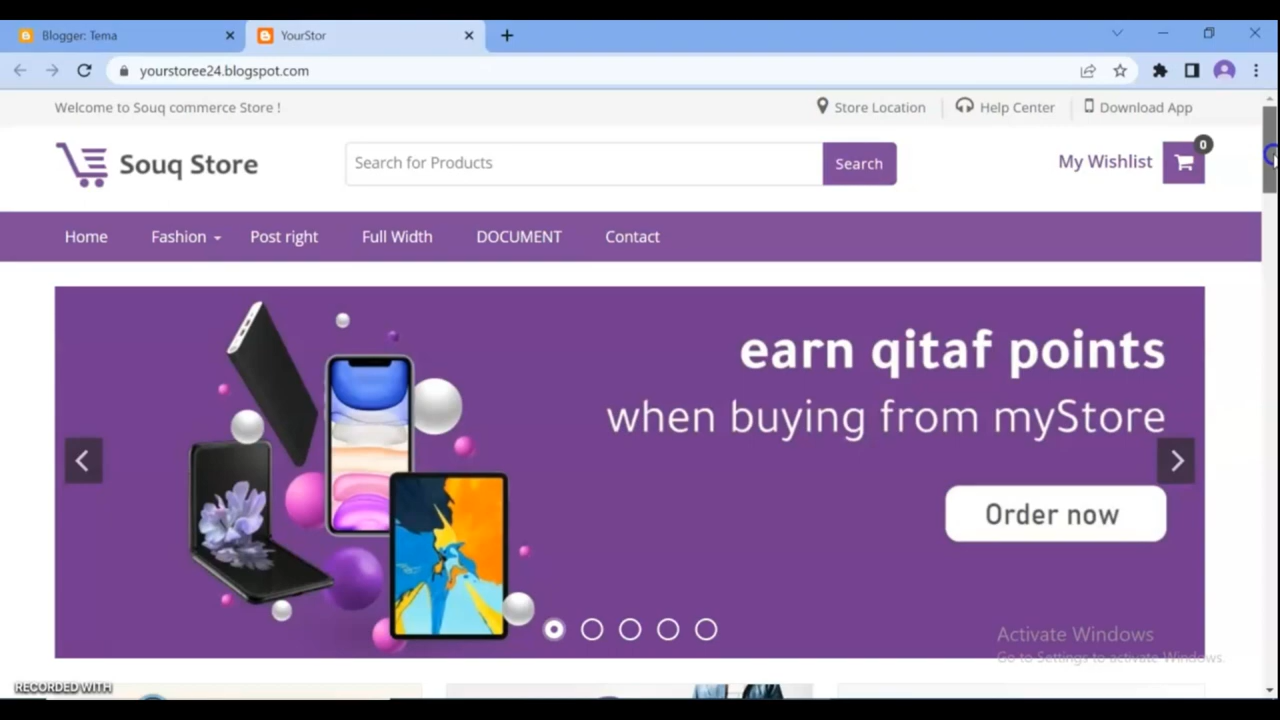 Blogger: Tema
YourStor
yourstoree24.blogspot.com
Welcome to Souq commerce Store !
Store Location
Help Center
Download App
Souq Store
Search for Products
Search
My Wishlist
0
Home
Fashion
Post right
Full Width
DOCUMENT
Contact
earn qitaf points
when buying from myStore
Order now
Activate Windows
Go to Settings to activate Windows.
RECORDED WITH